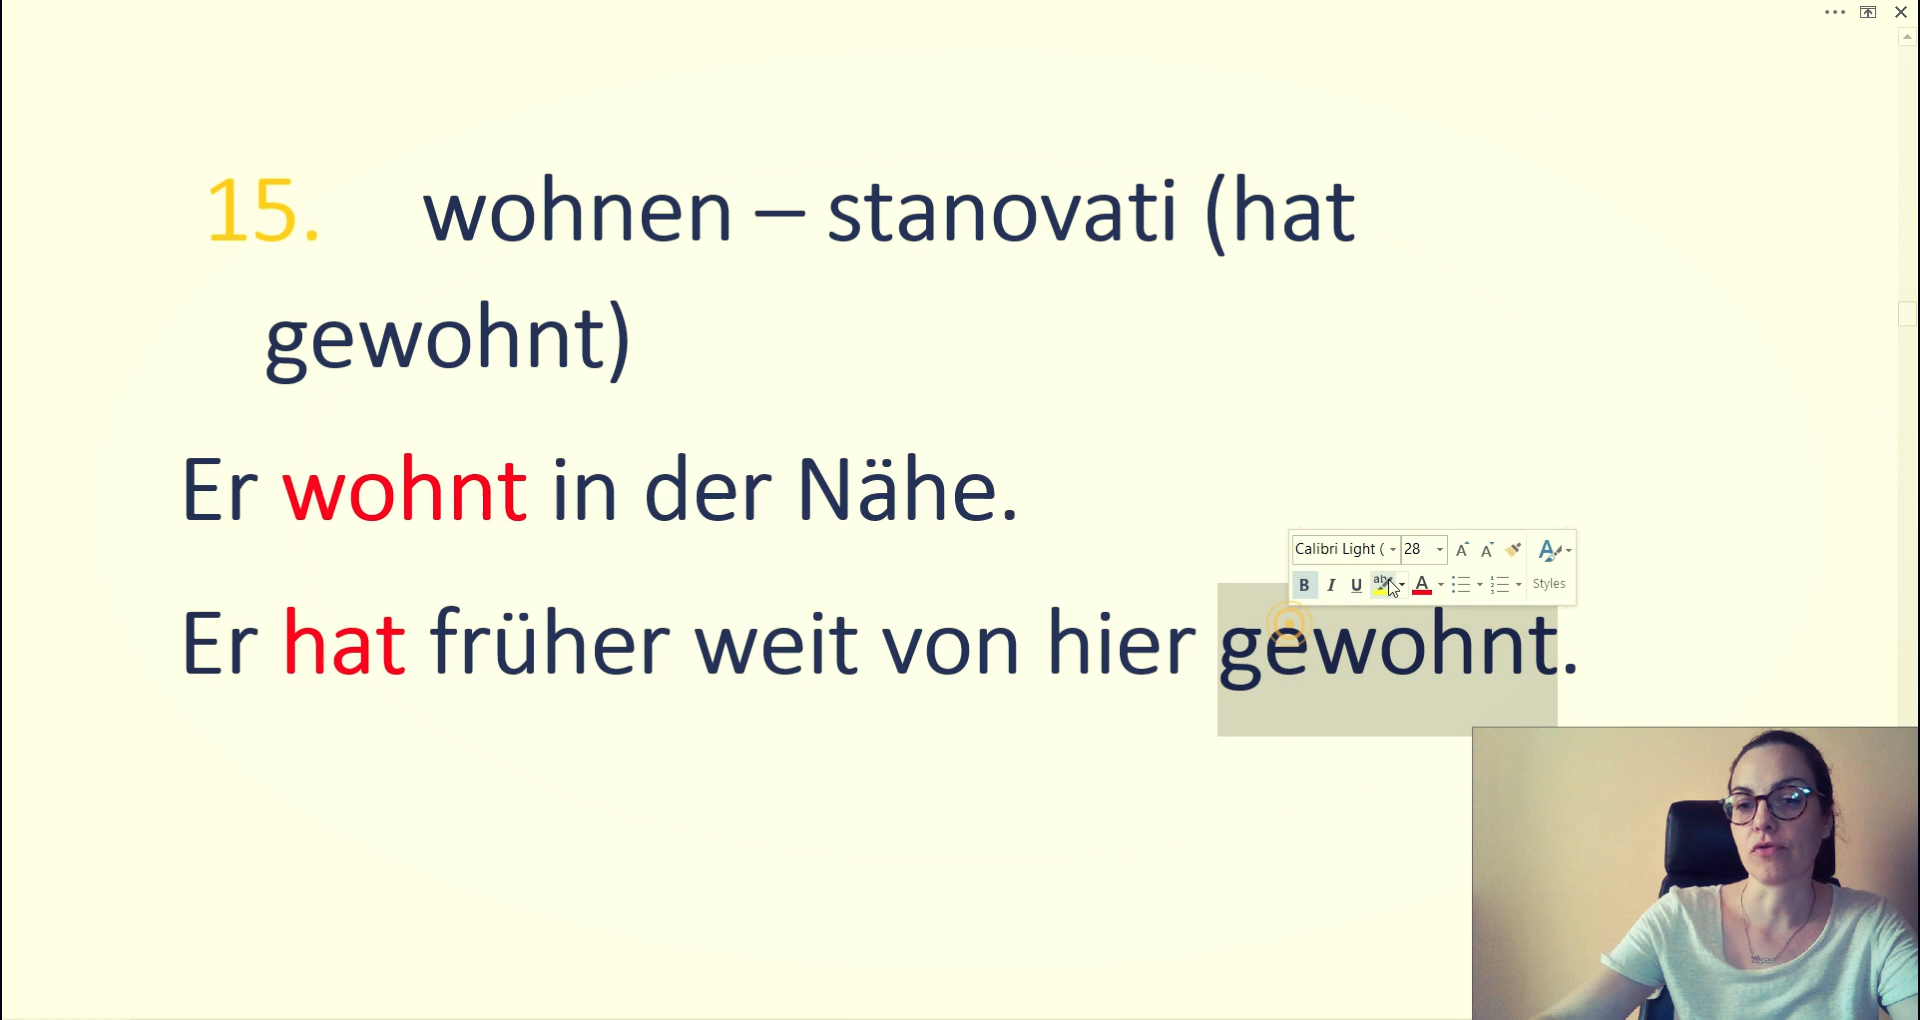 15. wohnen – stanovati (hat
gewohnt)
Er wohnt in der Nähe.
Calibri Light (
28
B I U
Styles
Er hat früher weit von hier gewohnt.